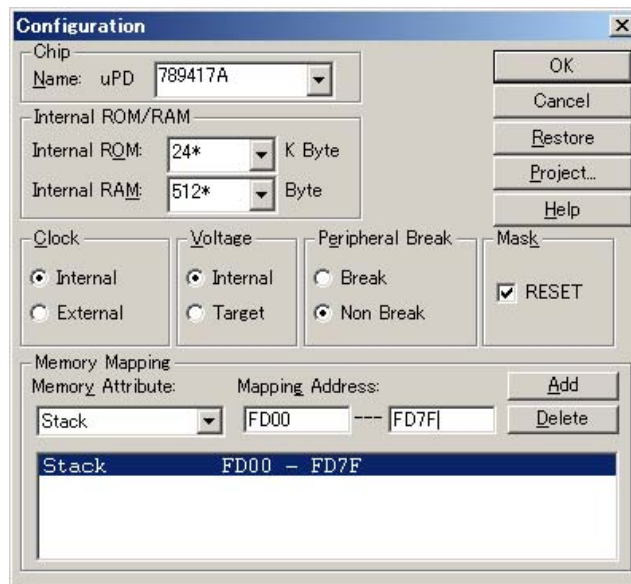 Configuration
Chip
Name: uPD 789417A
Internal ROM/RAM
Internal ROM: 24* K Byte
Internal RAM: 512* Byte
OK
Cancel
Restore
Project...
Help
Clock
Internal
External
Voltage
Internal
Target
Peripheral Break
Break
Non Break
Mask
RESET
Memory Mapping
Memory Attribute: Mapping Address:
Stack FD00 --- FD7F
Add
Delete
Stack FD00 - FD7F